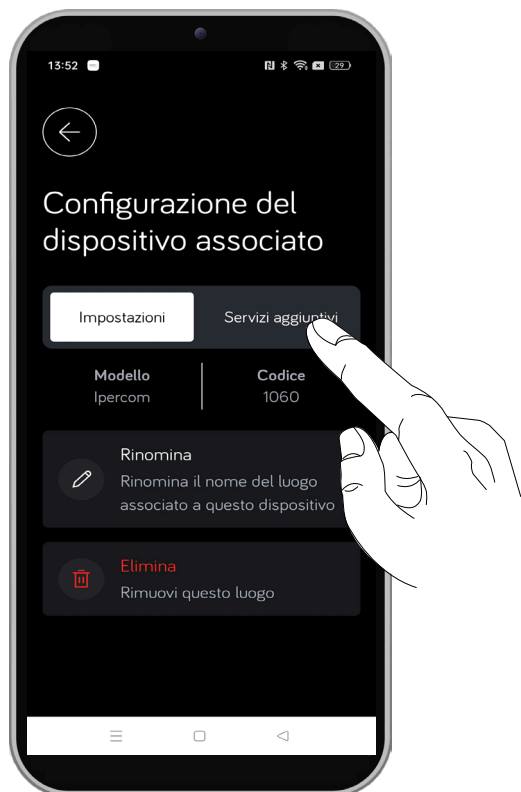 13:52
29
Configurazione del
dispositivo associato
Impostazioni
Servizi aggiuntivi
Modello
Codice
Ipercom
1060
Rinomina
Rinomina il nome del luogo
associato a questo dispositivo
Elimina
Rimuovi questo luogo